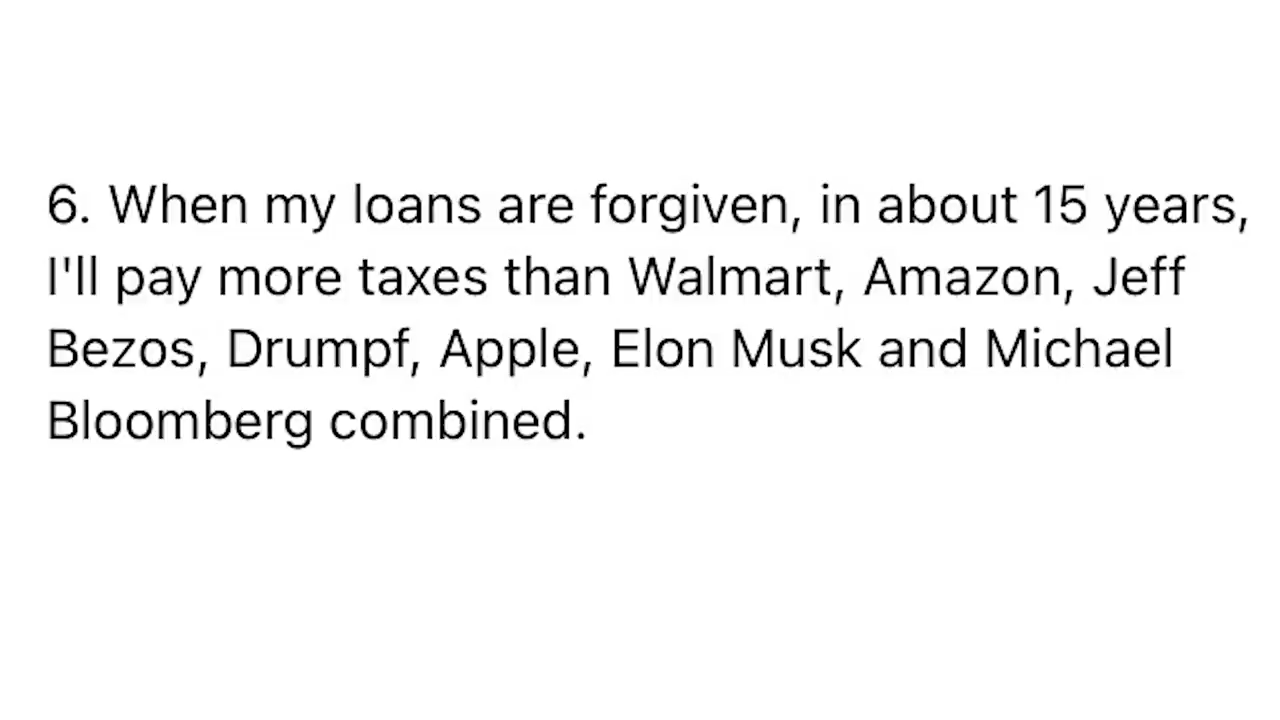 6. When my loans are forgiven, in about 15 years,
I'll pay more taxes than Walmart, Amazon, Jeff
Bezos, Drumpf, Apple, Elon Musk and Michael
Bloomberg combined.